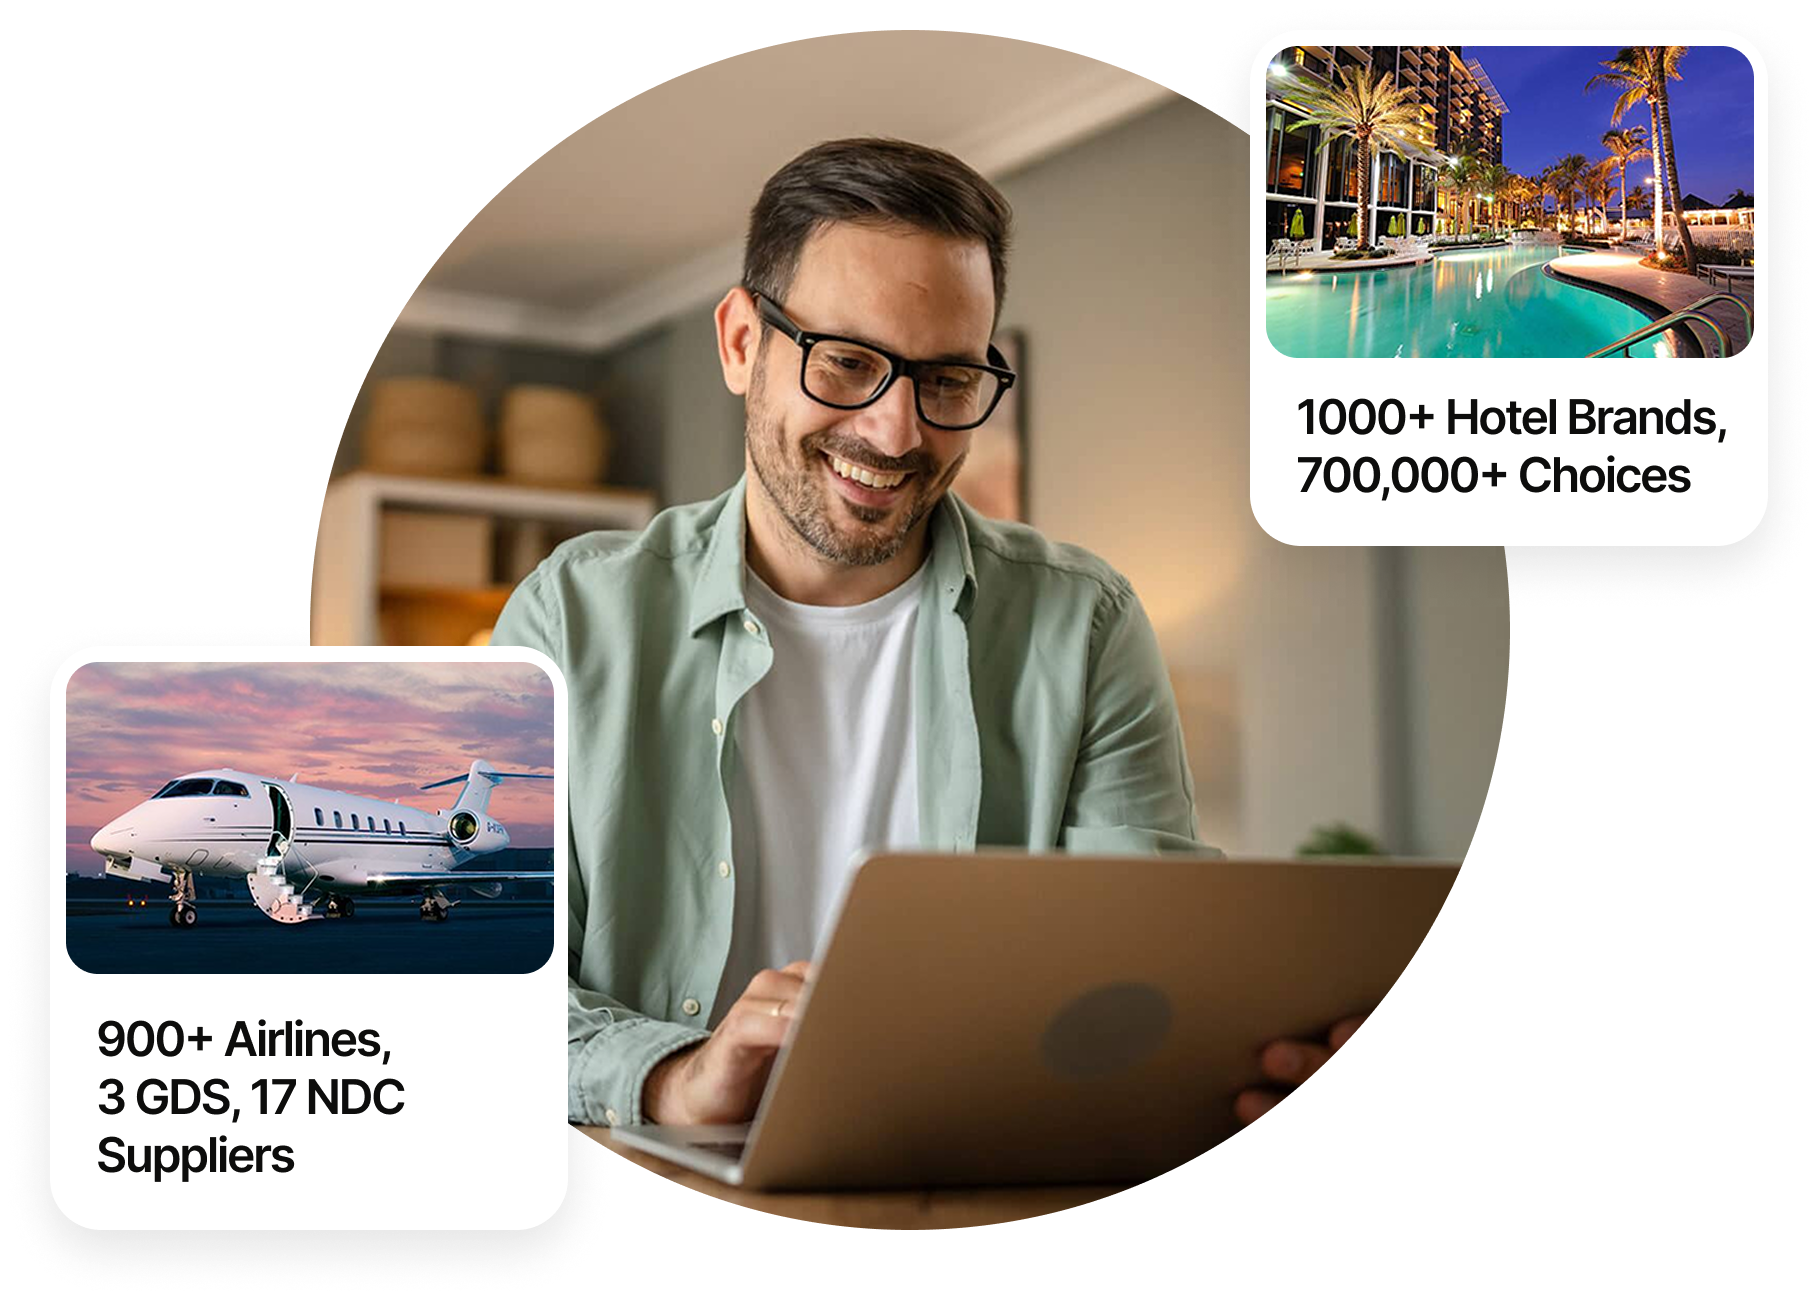 1000+ Hotel Brands,
700,000+ Choices
900+ Airlines,
3 GDS, 17 NDC
Suppliers